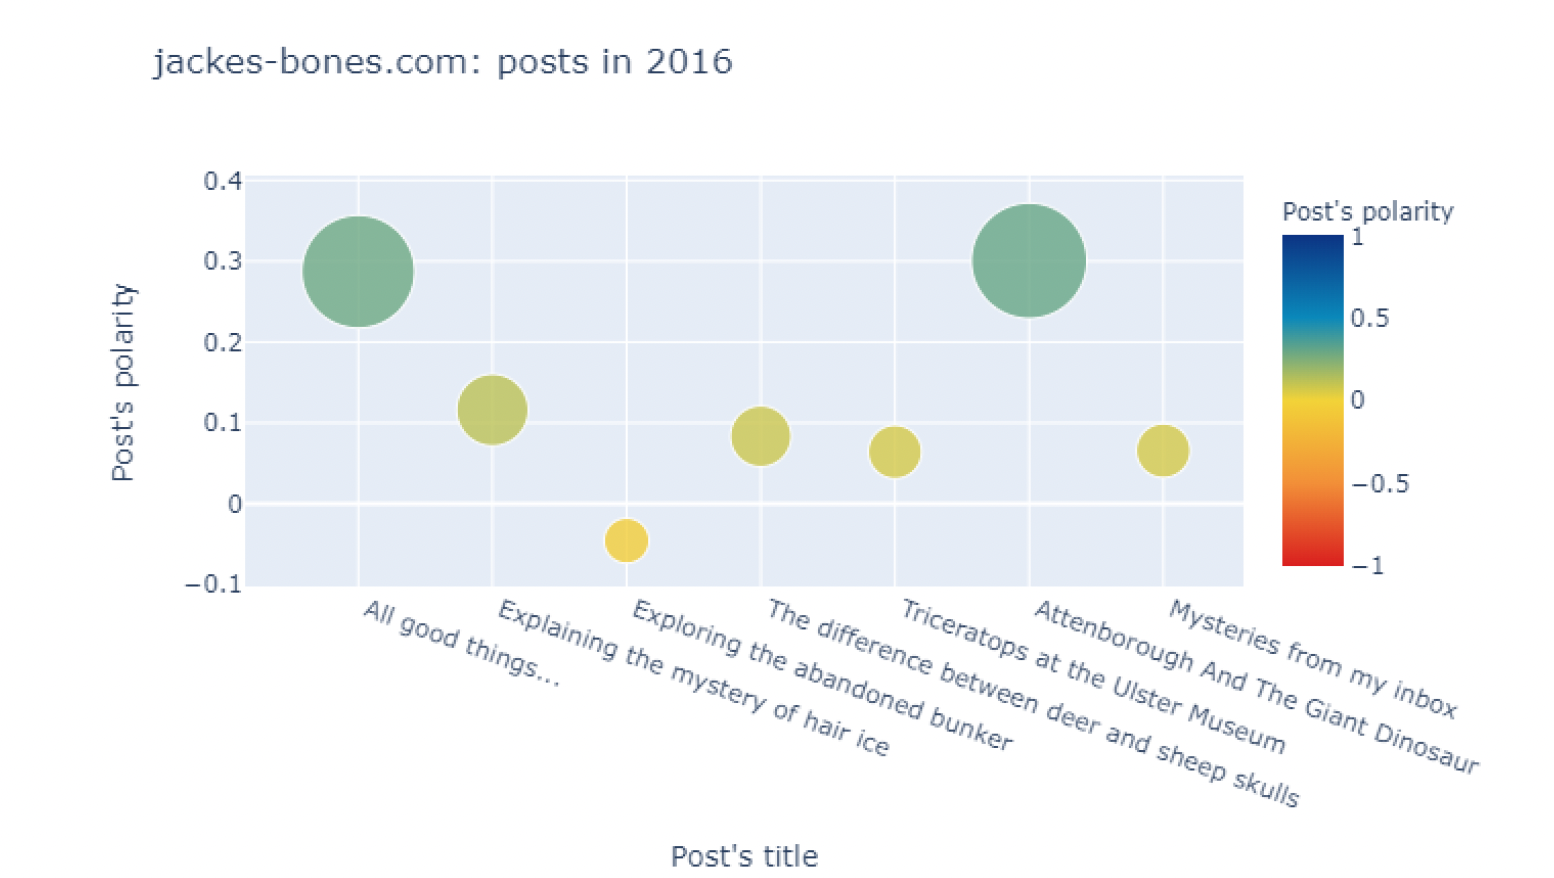 jackes-bones.com: posts in 2016
Post's polarity
0.4
0.3
0.2
0.1
0
−0.1
All good things...
Explaining the mystery of hair ice
Exploring the abandoned bunker
The difference between deer and sheep skulls
Triceratops at the Ulster Museum
Attenborough And The Giant Dinosaur
Mysteries from my inbox
Post's title
Post's polarity
1
0.5
0
−0.5
−1